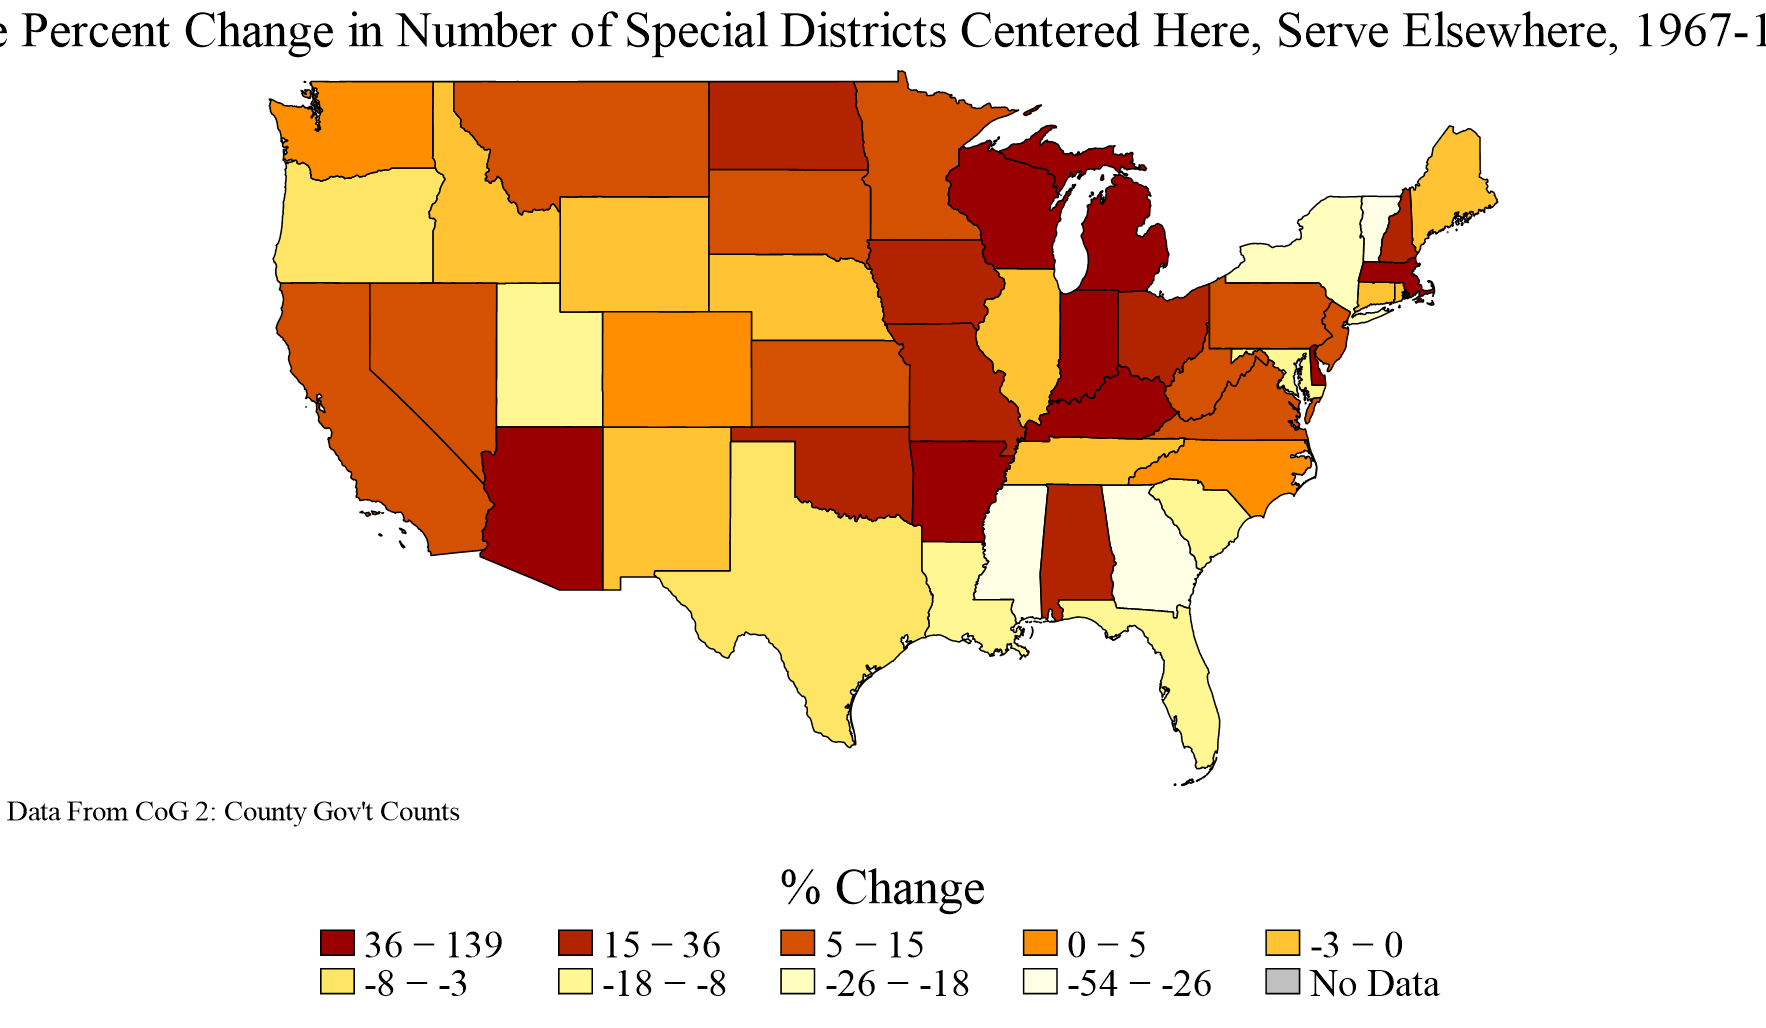 e Percent Change in Number of Special Districts Centered Here, Serve Elsewhere, 1967-1
Data From CoG 2: County Gov't Counts
% Change
36 − 139 15 − 36 5 − 15 0 − 5 -3 − 0
-8 − -3 -18 − -8 -26 − -18 -54 − -26 No Data